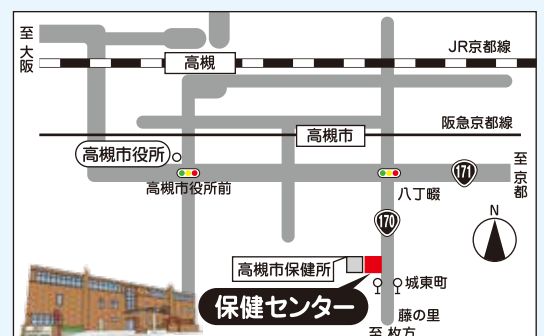 至大阪
JR京都線
高槻
阪急京都線
高槻市
高槻市役所
171
至京都
高槻市役所前
八丁畷
170
N
高槻市保健所
城東町
保健センター
藤の里
至 枚方